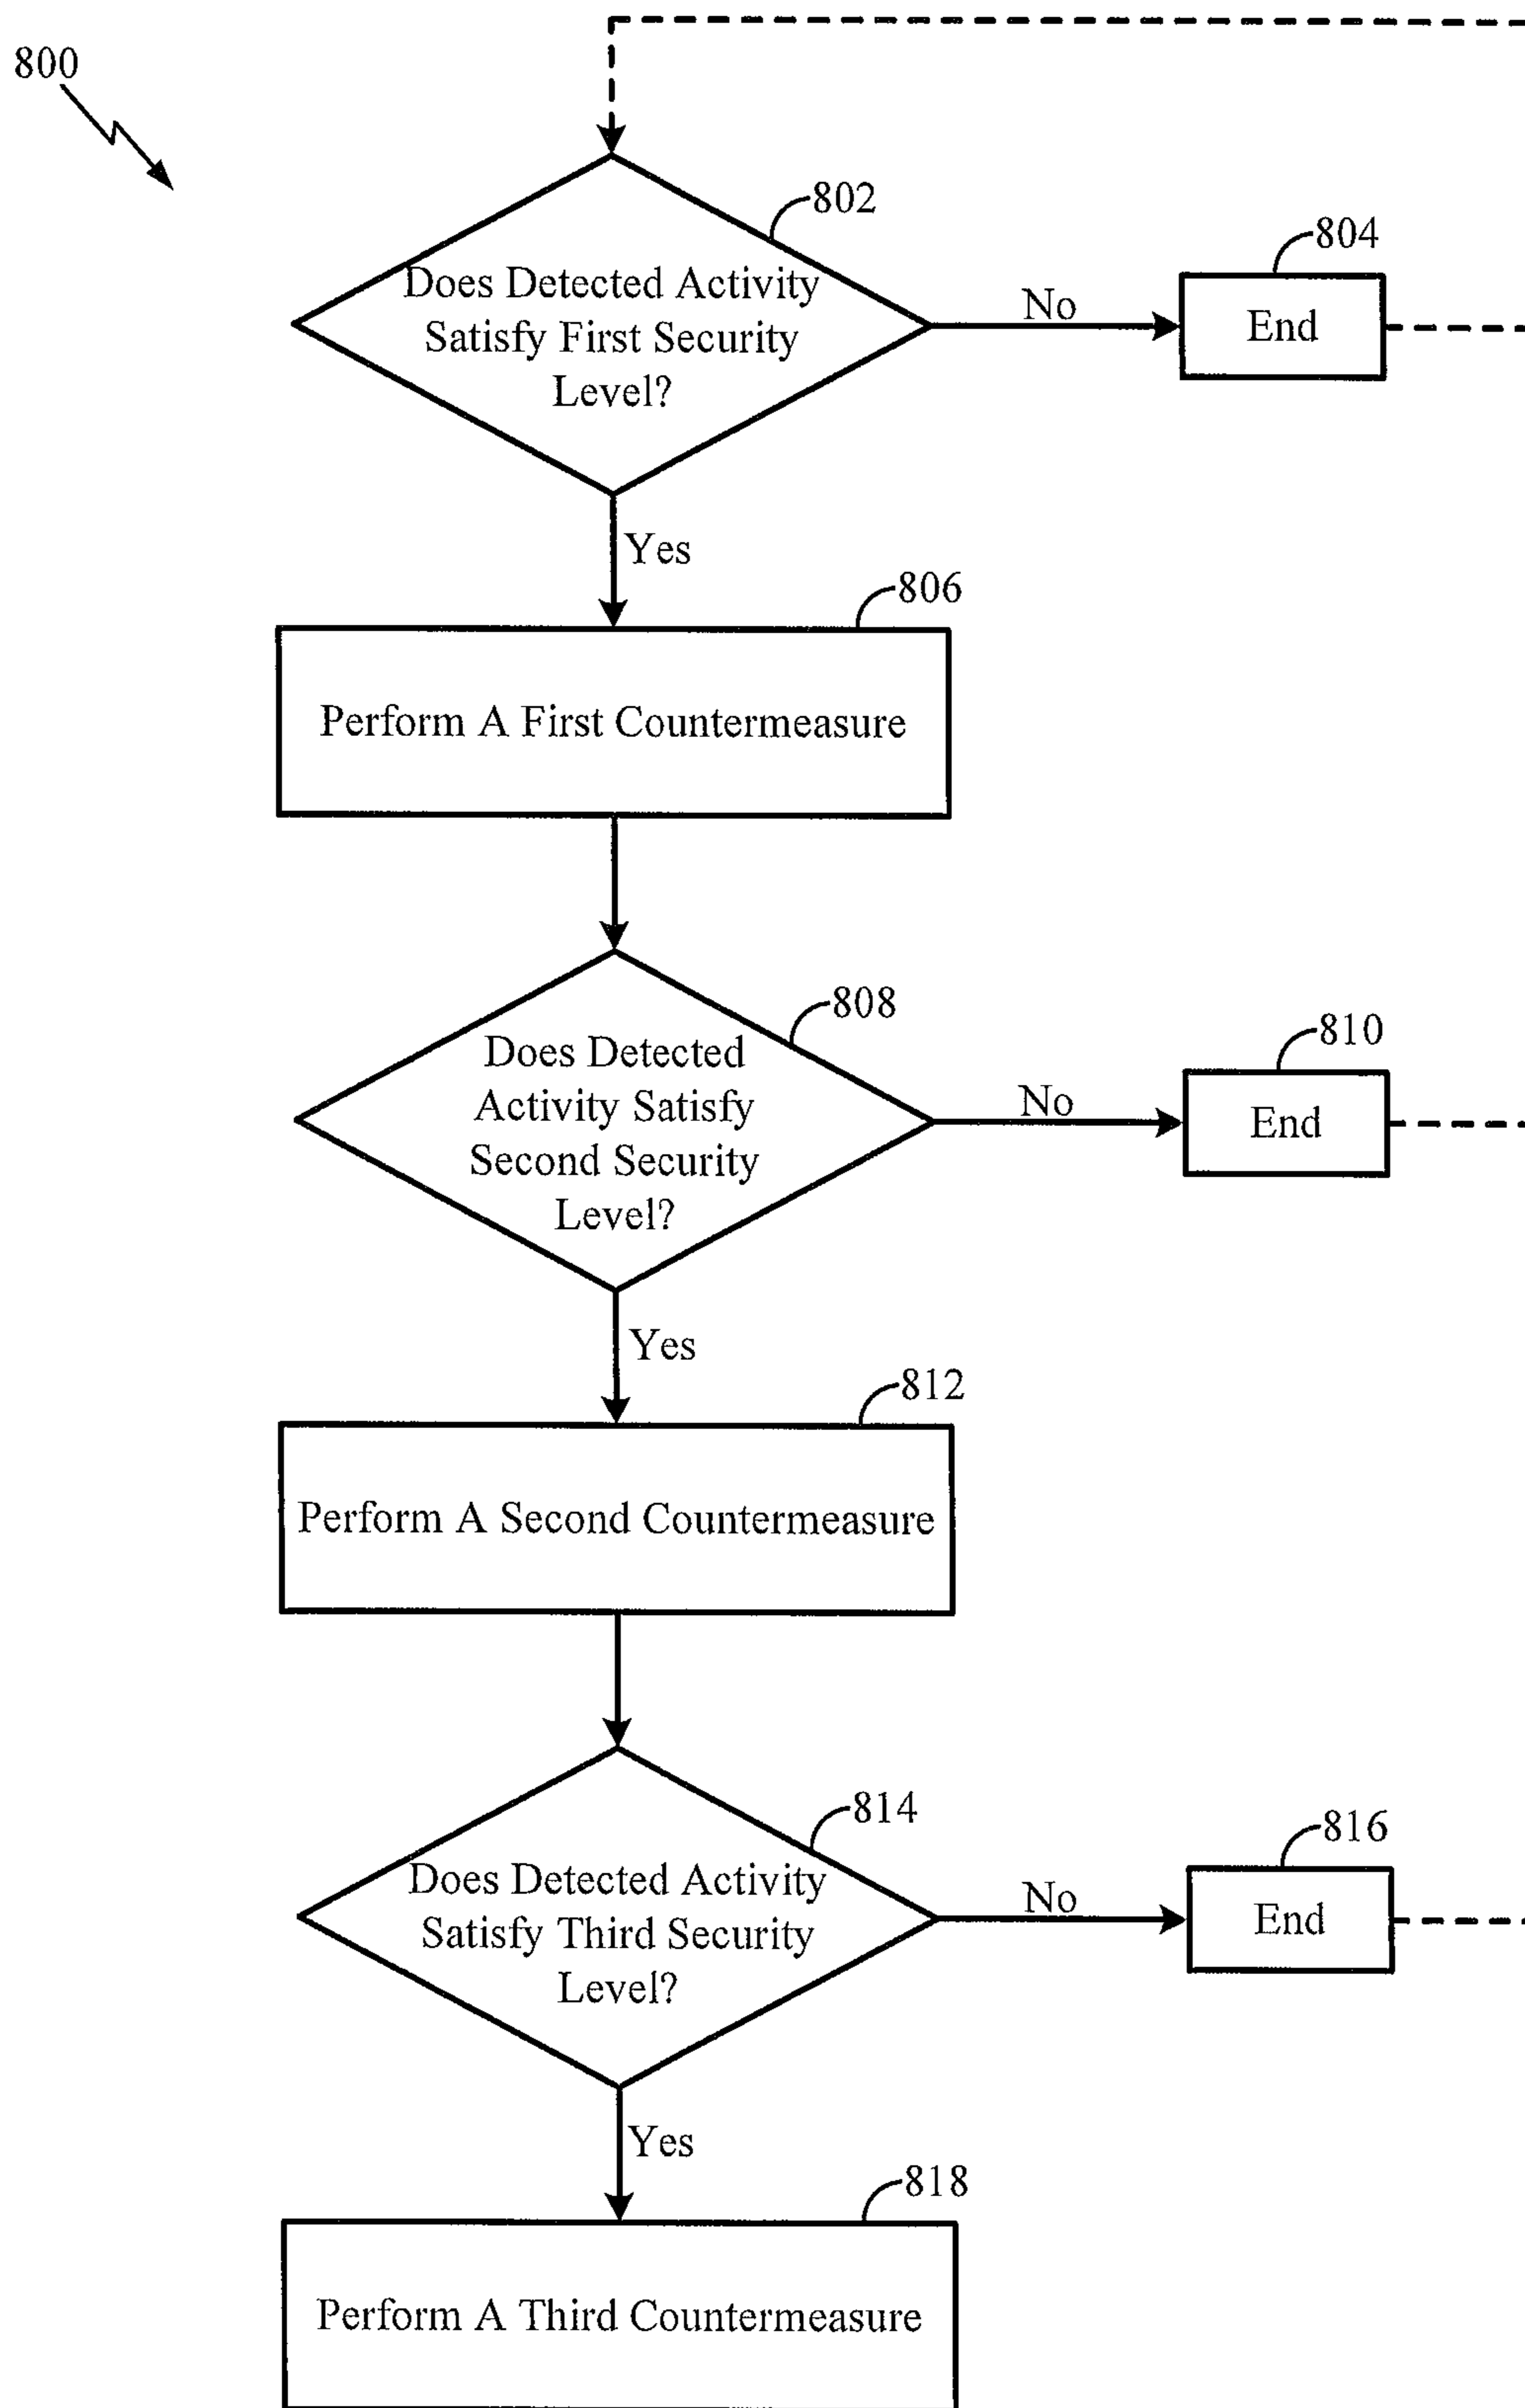 800
802
Does Detected Activity
Satisfy First Security
Level?
No
804
End
Yes
806
Perform A First Countermeasure
808
Does Detected
Activity Satisfy
Second Security
Level?
No
810
End
Yes
812
Perform A Second Countermeasure
814
Does Detected Activity
Satisfy Third Security
Level?
No
816
End
Yes
818
Perform A Third Countermeasure